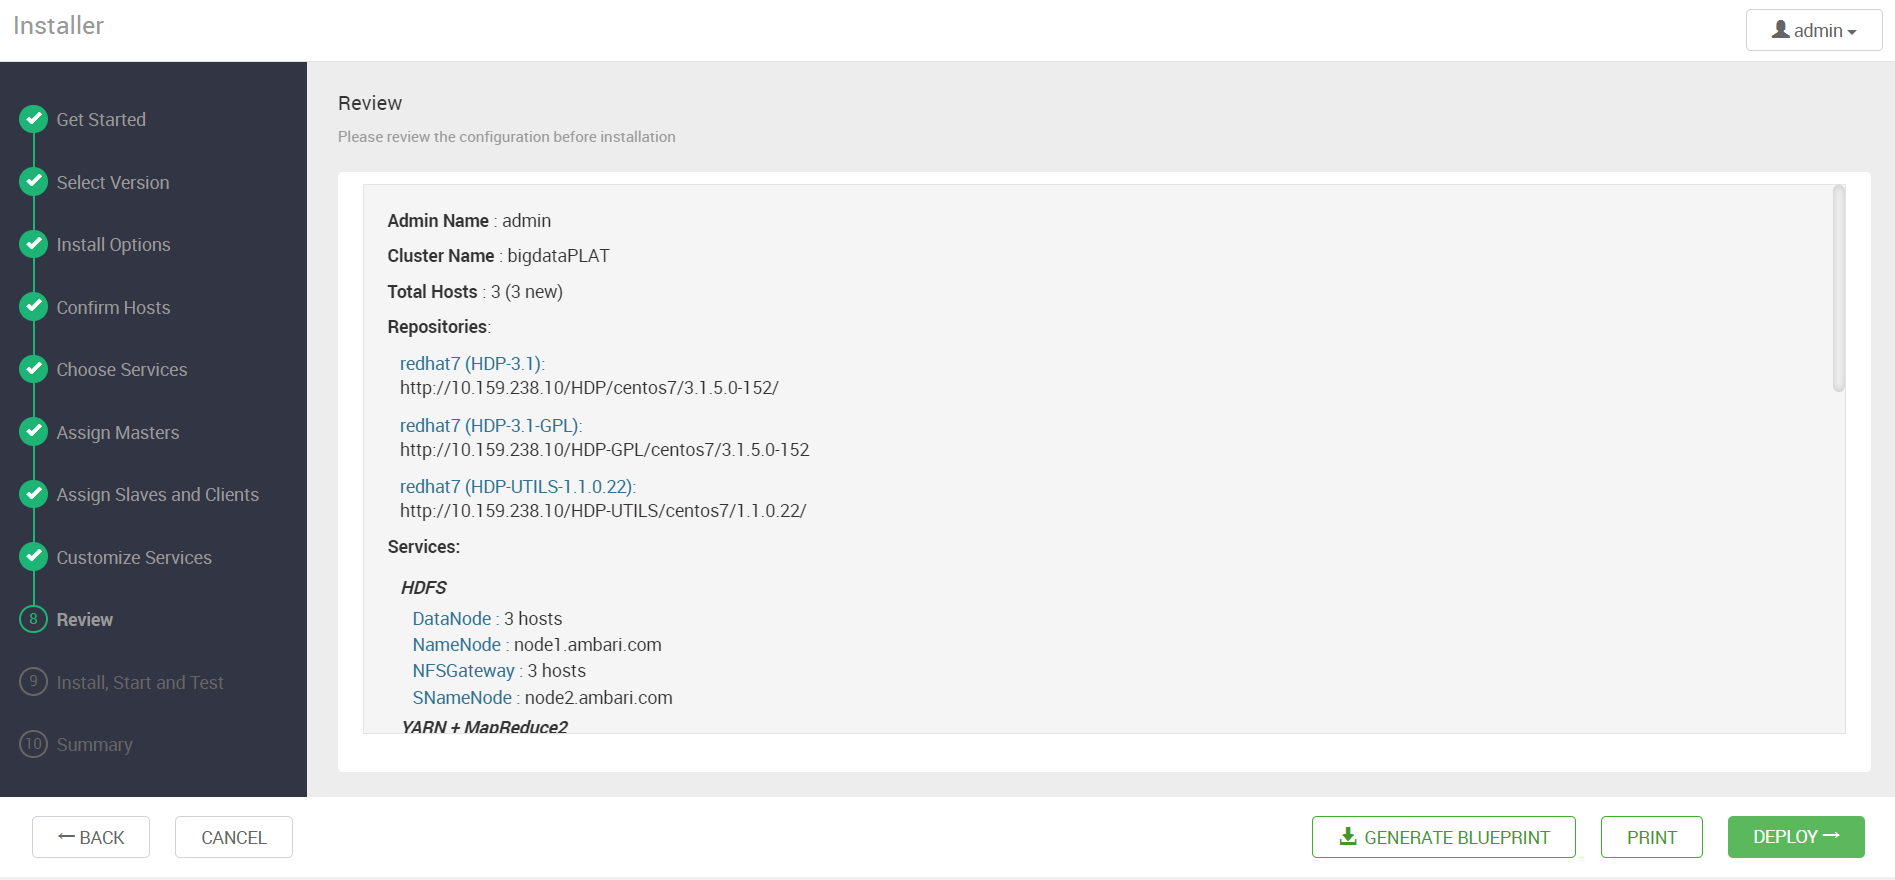 Installer
admin
Get Started
Select Version
Install Options
Confirm Hosts
Choose Services
Assign Masters
Assign Slaves and Clients
Customize Services
8 Review
9 Install, Start and Test
10 Summary
Review
Please review the configuration before installation
Admin Name : admin
Cluster Name : bigdataPLAT
Total Hosts : 3 (3 new)
Repositories:
redhat7 (HDP-3.1):
http://10.159.238.10/HDP/centos7/3.1.5.0-152/
redhat7 (HDP-3.1-GPL):
http://10.159.238.10/HDP-GPL/centos7/3.1.5.0-152
redhat7 (HDP-UTILS-1.1.0.22):
http://10.159.238.10/HDP-UTILS/centos7/1.1.0.22/
Services:
HDFS
DataNode : 3 hosts
NameNode : node1.ambari.com
NFSGateway : 3 hosts
SNameNode : node2.ambari.com
YARN + MapReduce2
← BACK
CANCEL
GENERATE BLUEPRINT
PRINT
DEPLOY →